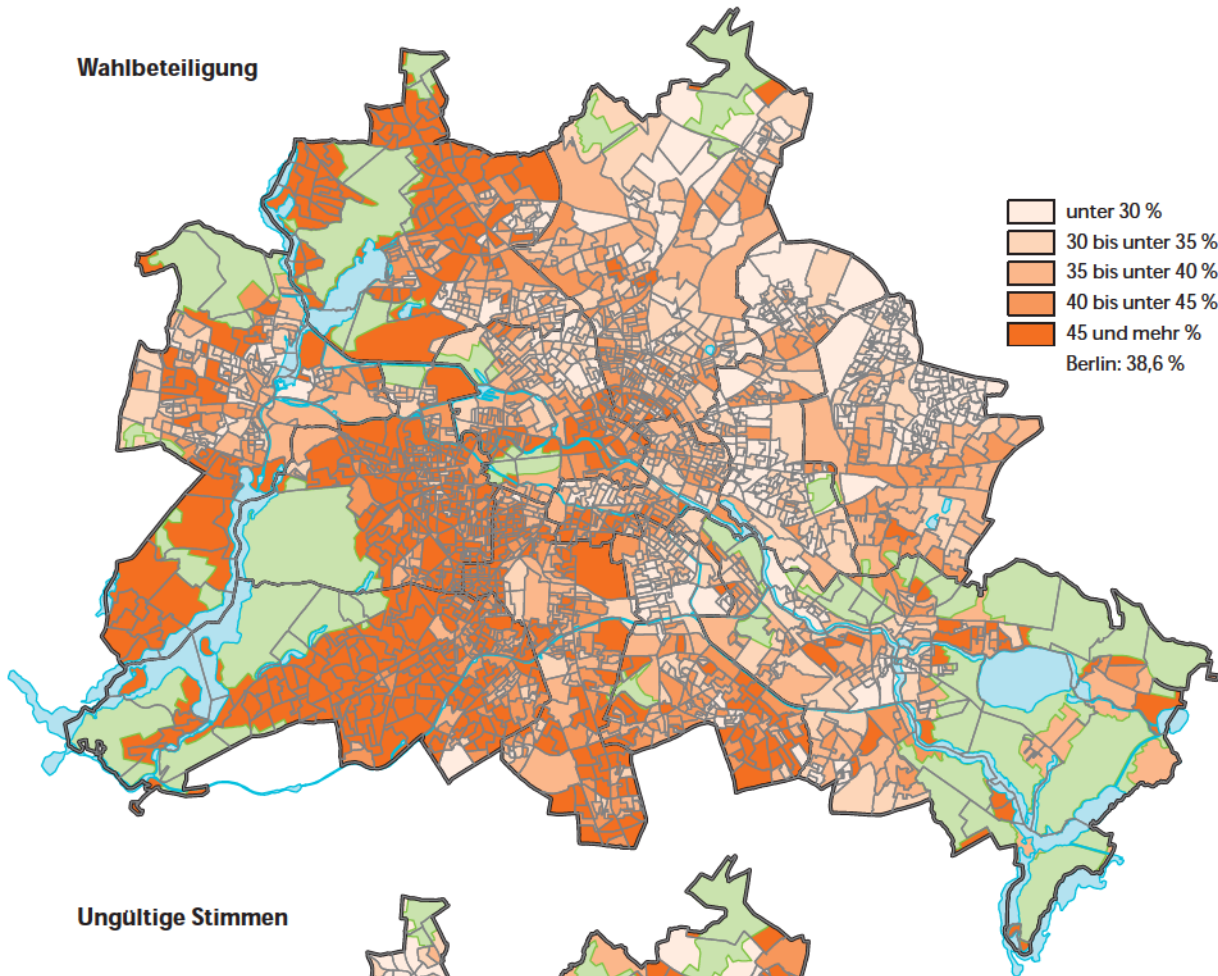 Wahlbeteiligung
unter 30 %
30 bis unter 35 %
35 bis unter 40 %
40 bis unter 45 %
45 und mehr %
Berlin: 38,6 %
Ungültige Stimmen